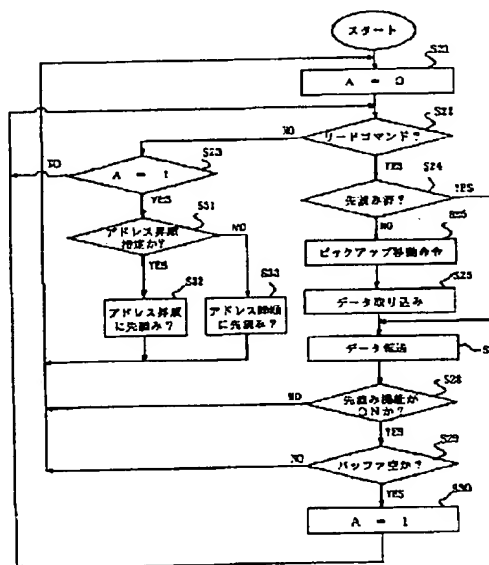 スタート
S21
A = 0
S22
リードコマンド?
NO
YES
S23
A = 1
NO
YES
S24
先読み済?
YES
NO
S31
アドレス昇順
指定か?
NO
YES
ピックアップ移動命令
S32
アドレス昇順
に先読み?
S33
アドレス降順
に先読み?
データ取り込み
データ転送
S28
先読み機能が
ONか?
NO
YES
S29
バッファ空か?
NO
YES
S30
A = 1